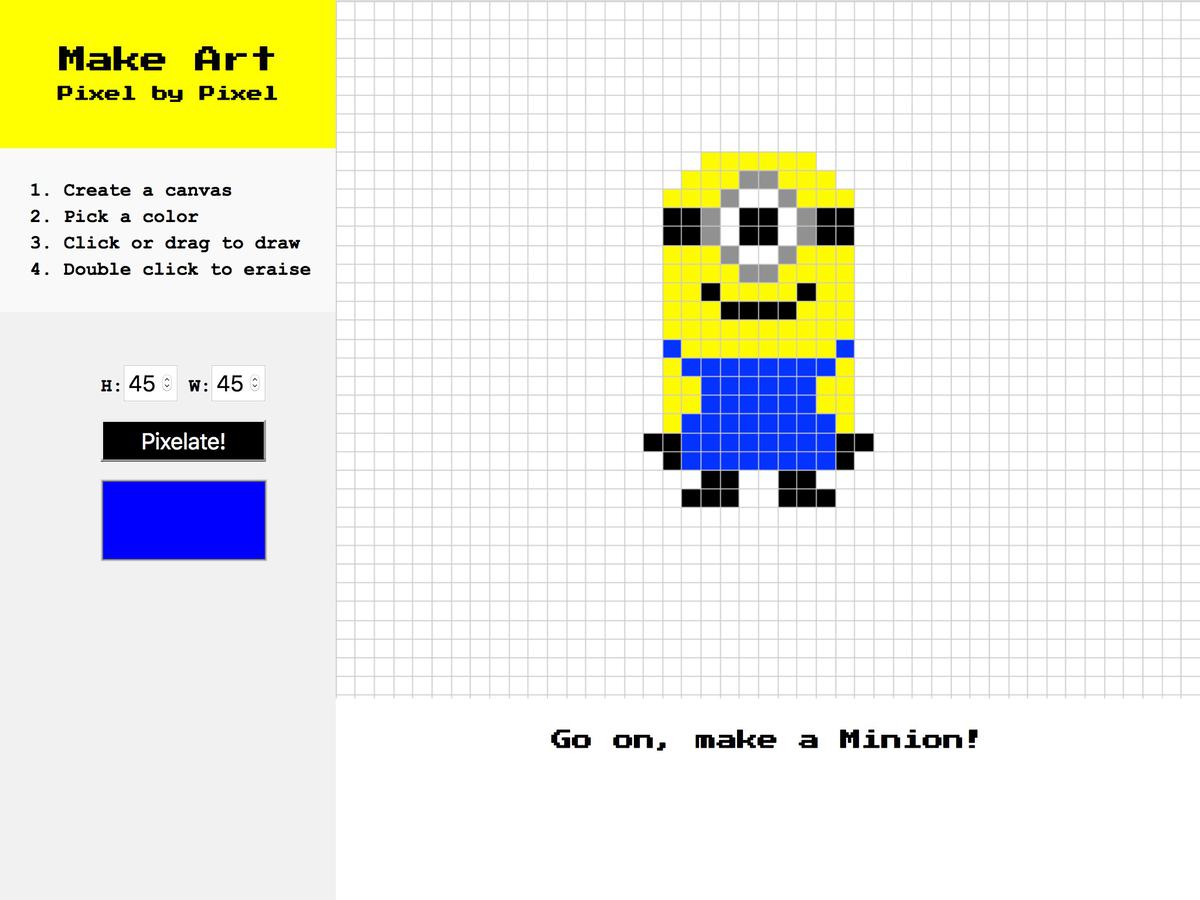 Make Art
Pixel by Pixel
1. Create a canvas
2. Pick a color
3. Click or drag to draw
4. Double click to eraise
H: 45 W: 45
Pixelate!
Go on, make a Minion!